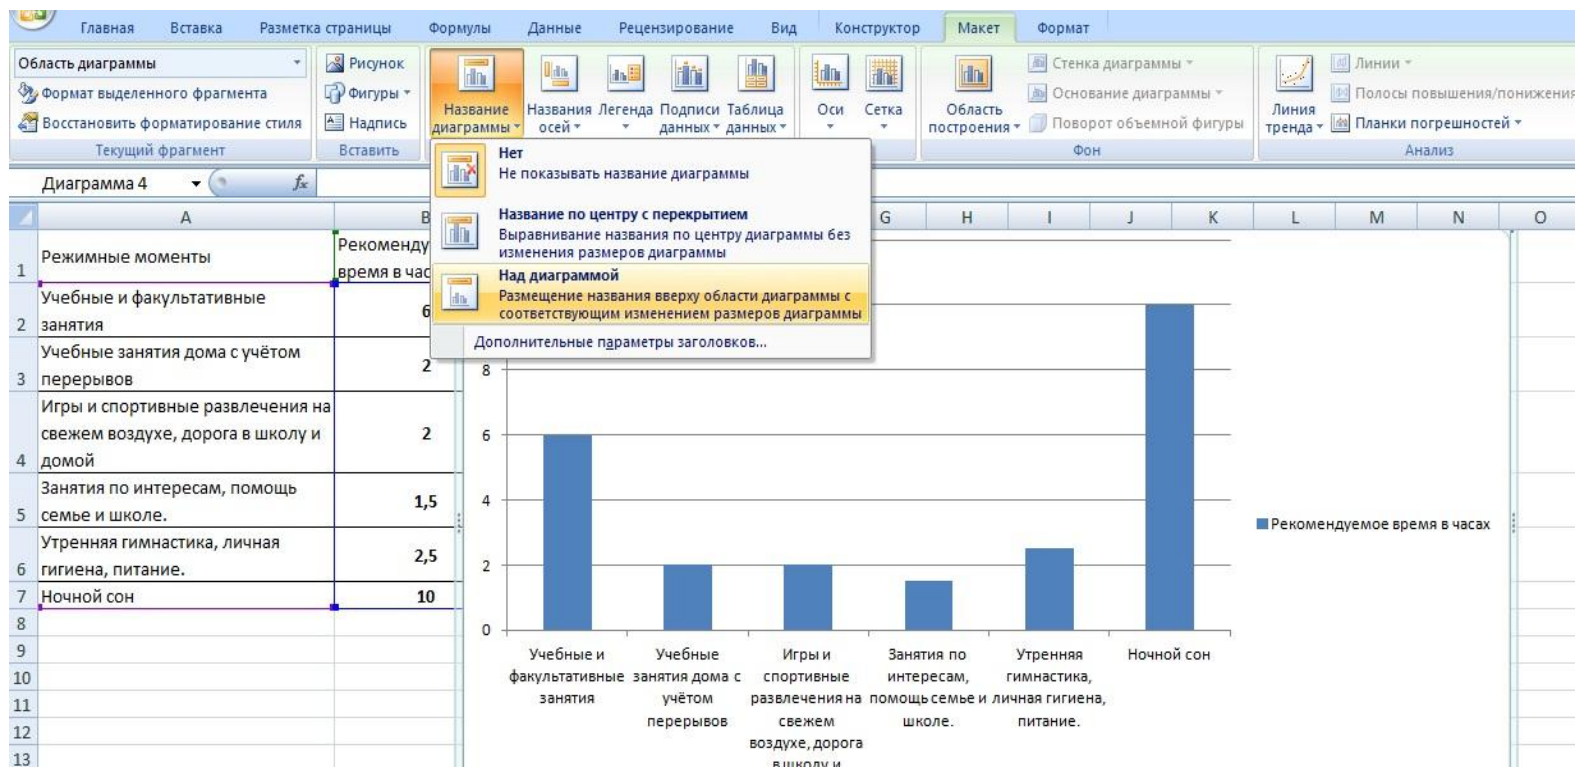 Главная Вставка Разметка страницы Формулы Данные Рецензирование Вид Конструктор Макет Формат
Область диаграммы
Формат выделенного фрагмента
Восстановить форматирование стиля
Текущий фрагмент
Рисунок
Фигуры
Надпись
Вставить
Название
диаграммы
Названия
осей
Легенда
Подписи
данных
Таблица
данных
Оси
Сетка
Область
построения
Стенка диаграммы
Основание диаграммы
Поворот объемной фигуры
Фон
Линия
тренда
Линии
Полосы повышения/понижения
Планки погрешностей
Анализ
Диаграмма 4
fx
Нет
Не показывать название диаграммы
Название по центру с перекрытием
Выравнивание названия по центру диаграммы без
изменения размеров диаграммы
Над диаграммой
Размещение названия вверху области диаграммы с
соответствующим изменением размеров диаграммы
Дополнительные параметры заголовков...
A B G H I J K L M N O
1 Режимные моменты
Рекоменду
время в час
Учебные и факультативные
2 занятия
6
Учебные занятия дома с учётом
3 перерывов
2
Игры и спортивные развлечения на
свежем воздухе, дорога в школу и
4 домой
2
Занятия по интересам, помощь
5 семье и школе.
1,5
Утренняя гимнастика, личная
6 гигиена, питание.
2,5
7 Ночной сон 10
8
9
10
11
12
13
8
6
4
2
0
Учебные и
факультативные
занятия
Учебные
занятия дома с
учётом
перерывов
Игры и
спортивные
развлечения на
свежем
воздухе, дорога
в школу и
Занятия по
интересам,
помощь семье и
школе.
Утренняя
гимнастика,
личная гигиена,
питание.
Ночной сон
Рекомендуемое время в часах